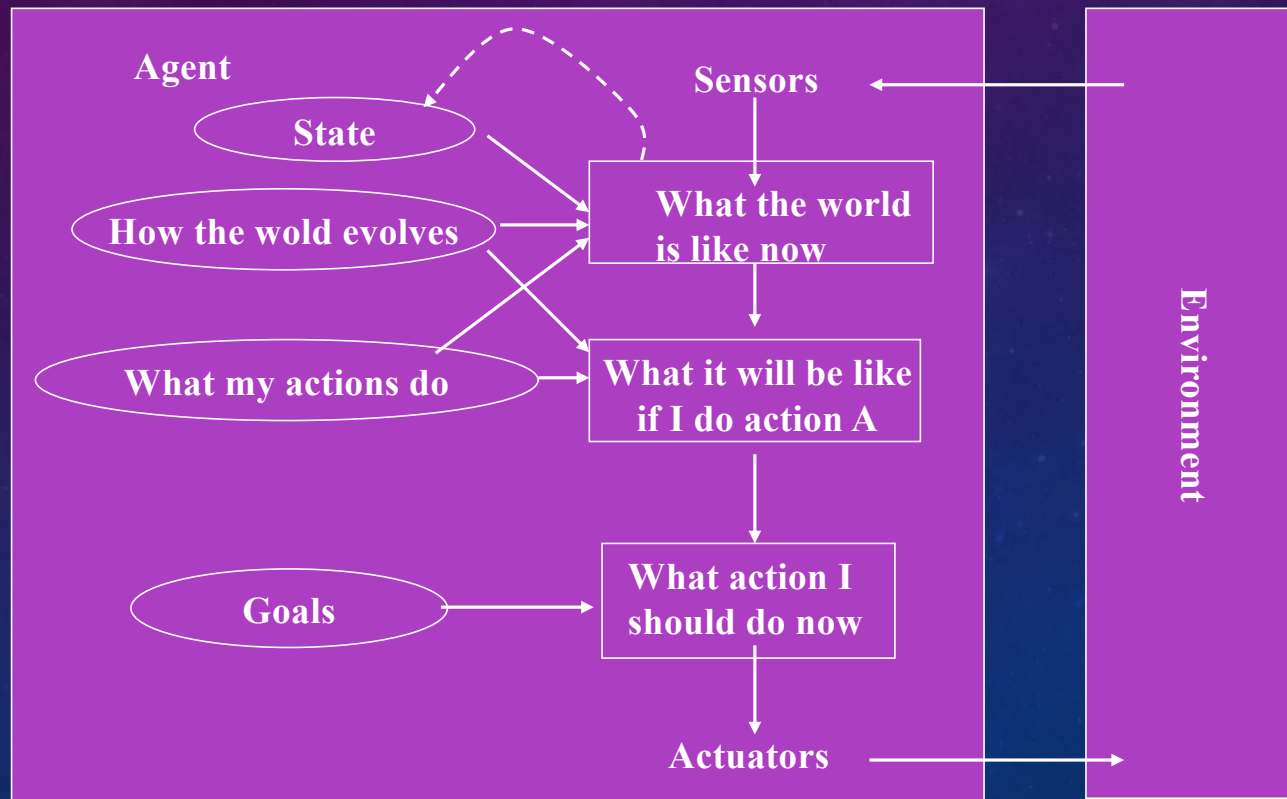 Agent
Sensors
State
What the world
is like now
How the wold evolves
What my actions do
What it will be like
if I do action A
Environment
Goals
What action I
should do now
Actuators